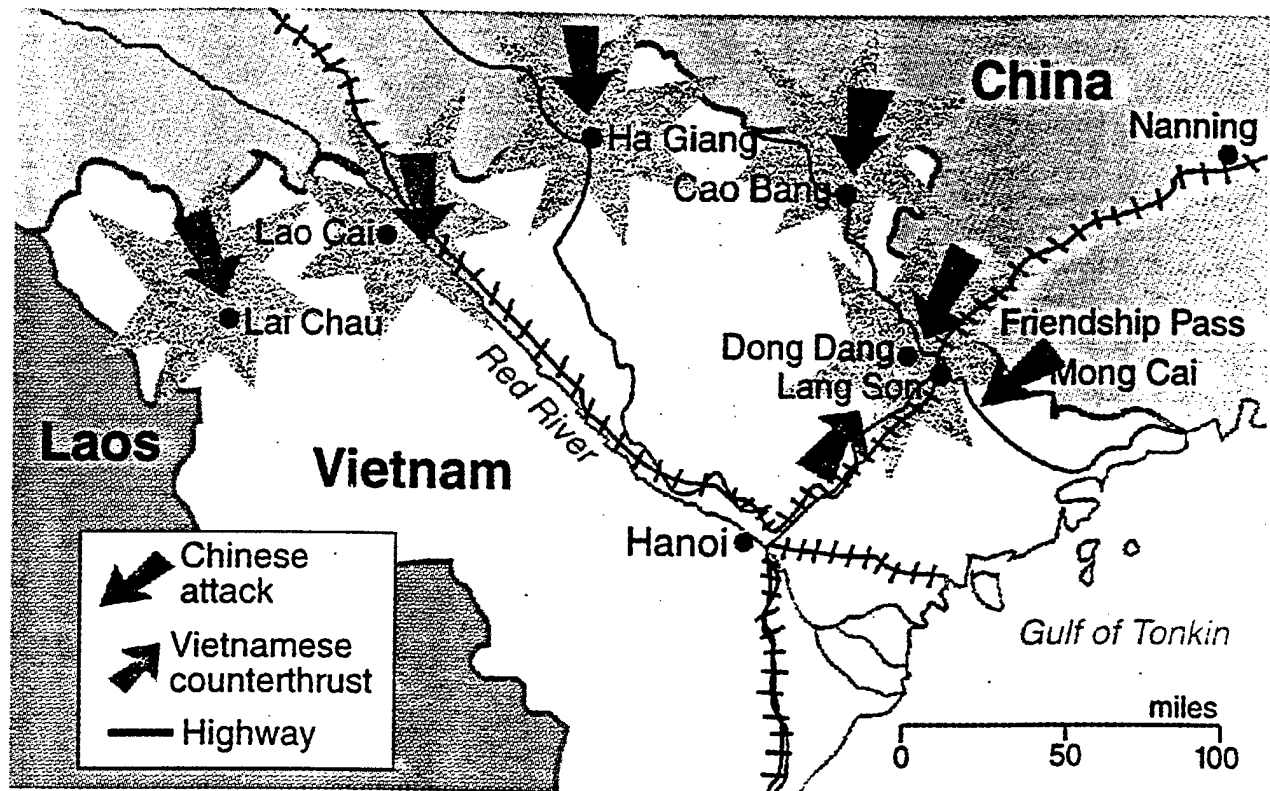 China
Nanning
Ha Giang
Cao Bang
Lao Cai
Lai Chau
Friendship Pass
Dong Dang
Mong Cai
Lang Son
Red River
Laos
Vietnam
Hanoi
Chinese
attack
Vietnamese
counterthrust
Highway
Gulf of Tonkin
miles
0 50 100